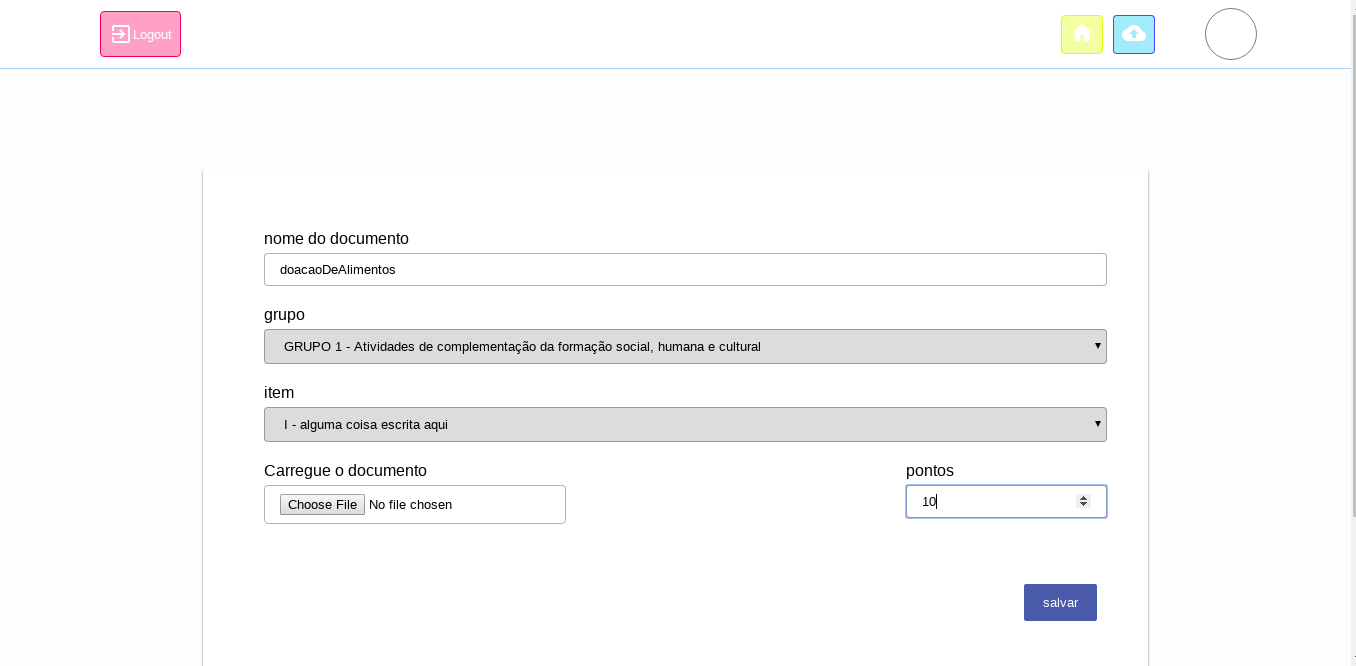 Logout
nome do documento
doacaoDeAlimentos
grupo
GRUPO 1 - Atividades de complementação da formação social, humana e cultural
item
I - alguma coisa escrita aqui
Carregue o documento
pontos
Choose File No file chosen
10
salvar